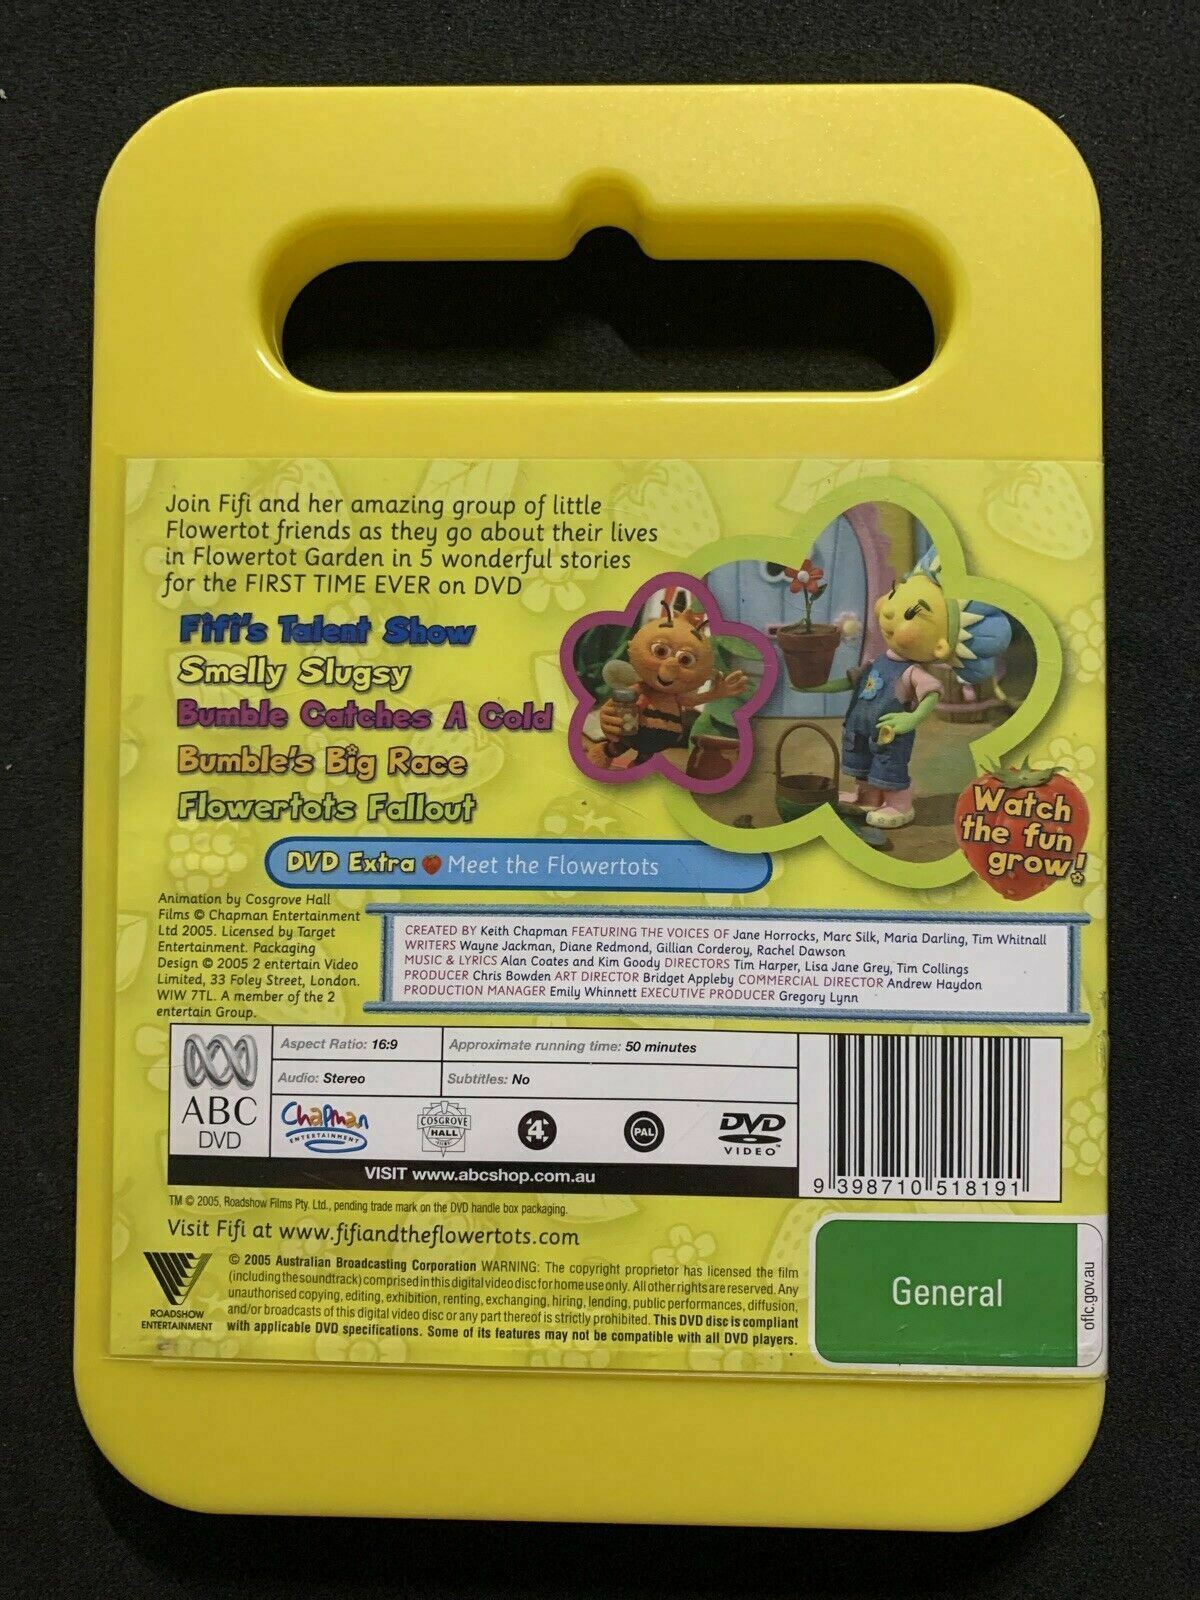 Join Fifi and her amazing group of little
Flowertot friends as they go about their lives
in Flowertot Garden in 5 wonderful stories
for the FIRST TIME EVER on DVD
Fifi's Talent Show
Smelly Slugsy
Bumble Catches A Cold
Bumble's Big Race
Flowertots Fallout
Watch
the fun
grow!
DVD Extra Meet the Flowertots
Animation by Cosgrove Hall
Films © Chapman Entertainment
Ltd 2005. Licensed by Target
Entertainment. Packaging
Design © 2005 2 entertain Video
Limited, 33 Foley Street, London.
WIW 7TL. A member of the 2
entertain Group.
CREATED BY Keith Chapman FEATURING THE VOICES OF Jane Horrocks, Marc Silk, Maria Darling, Tim Whitnall
WRITERS Wayne Jackman, Diane Redmond, Gillian Corderoy, Rachel Dawson
MUSIC & LYRICS Alan Coates and Kim Goody DIRECTORS Tim Harper, Lisa Jane Grey, Tim Collings
PRODUCER Chris Bowden ART DIRECTOR Bridget Appleby COMMERCIAL DIRECTOR Andrew Haydon
PRODUCTION MANAGER Emily Whinnett EXECUTIVE PRODUCER Gregory Lynn
ABC
DVD
Aspect Ratio: 16:9
Approximate running time: 50 minutes
Audio: Stereo
Subtitles: No
Chapman
ENTERTAINMENT
COSGROVE
HALL
FILMS
4
PAL
DVD
VIDEO™
VISIT www.abcshop.com.au
9 398710 518191
TM © 2005, Roadshow Films Pty. Ltd., pending trade mark on the DVD handle box packaging.
Visit Fifi at www.fifiandtheflowertots.com
ROADSHOW
ENTERTAINMENT
© 2005 Australian Broadcasting Corporation WARNING: The copyright proprietor has licensed the film
(including the soundtrack) comprised in this digital video disc for home use only. All other rights are reserved. Any
unauthorised copying, editing, exhibition, renting, exchanging, hiring, lending, public performances, diffusion,
and/or broadcasts of this digital video disc or any part thereof is strictly prohibited. This DVD disc is compliant
with applicable DVD specifications. Some of its features may not be compatible with all DVD players.
General
oflc.gov.au